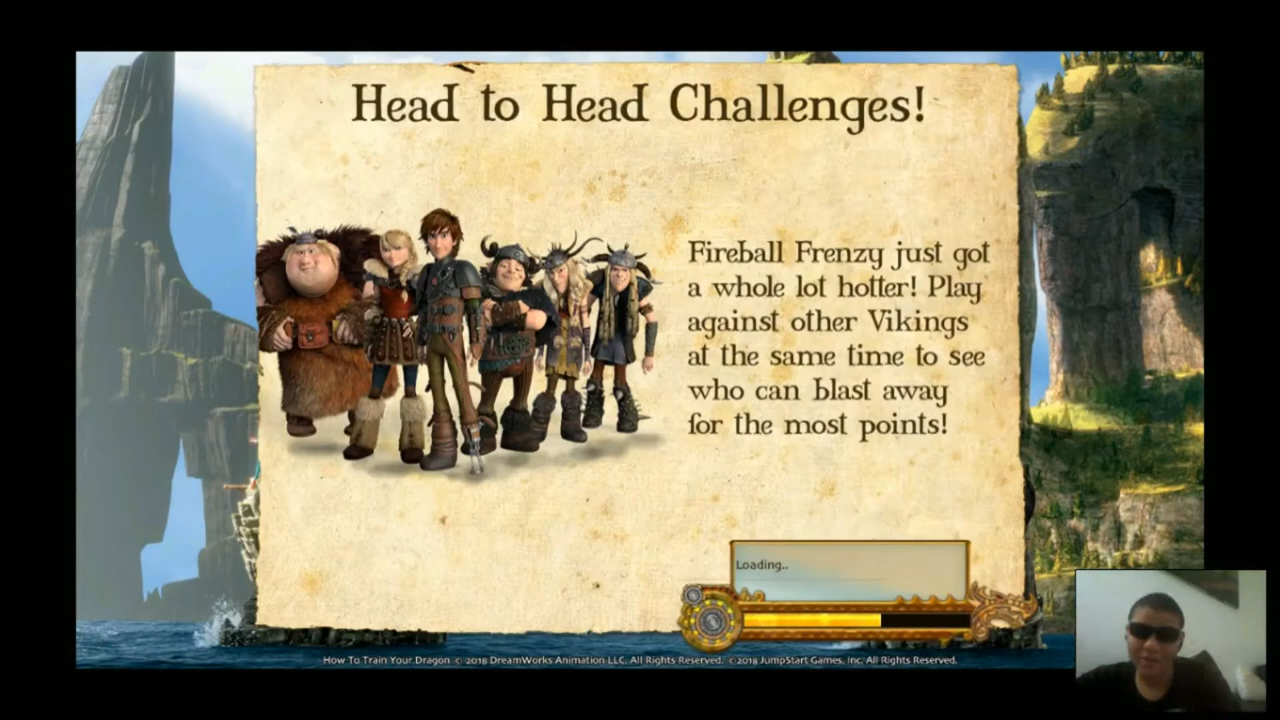 Head to Head Challenges!
Fireball Frenzy just got
a whole lot hotter! Play
against other Vikings
at the same time to see
who can blast away
for the most points!
Loading..
How To Train Your Dragon © 2018 DreamWorks Animation LLC. All Rights Reserved. ©2018 JumpStart Games, Inc. All Rights Reserved.